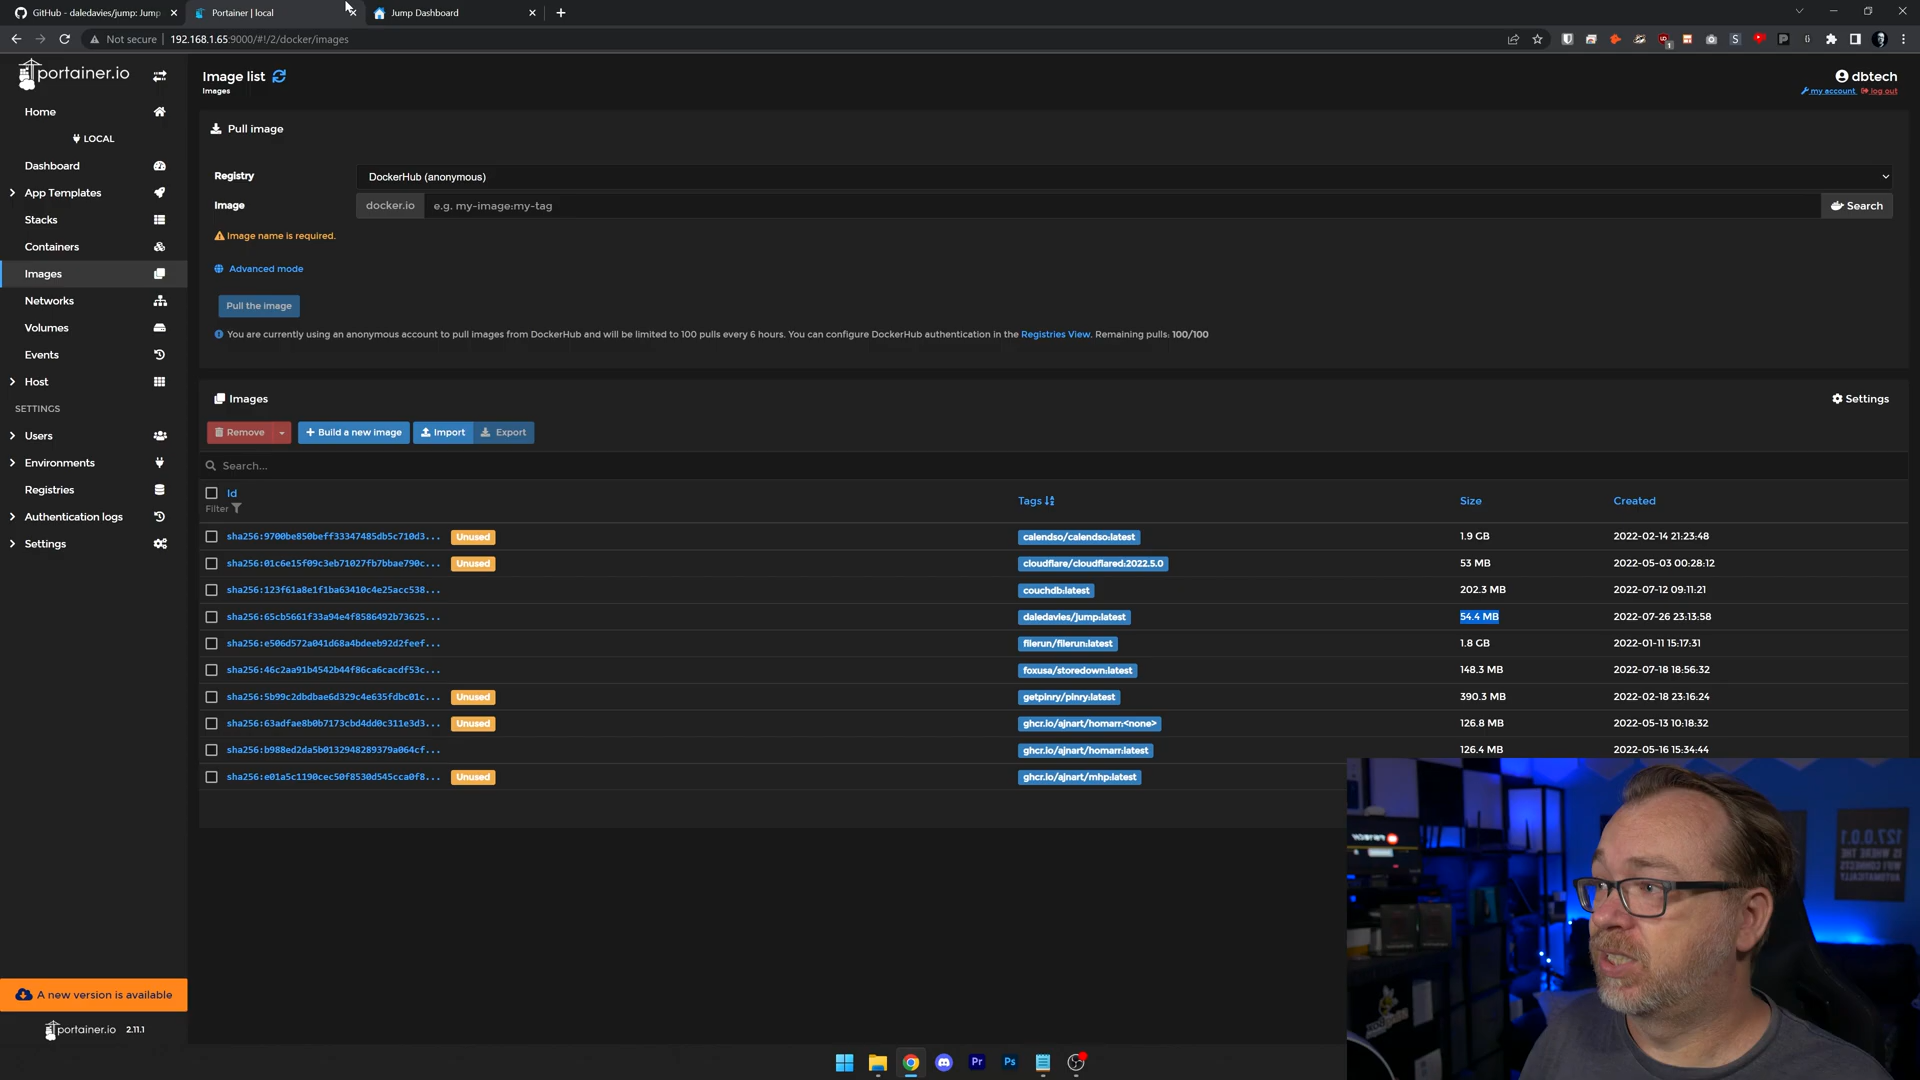 GitHub - daledavies/jump: Jump
Portainer | local
Jump Dashboard
Not secure
192.168.1.65:9000/#!/2/docker/images
portainer.io
Home
LOCAL
Dashboard
App Templates
Stacks
Containers
Images
Networks
Volumes
Events
Host
SETTINGS
Users
Environments
Registries
Authentication logs
Settings
A new version is available
portainer.io 2.11.1
Image list
Images
dbtech
my account log out
Pull image
Registry
DockerHub (anonymous)
Image
docker.io
e.g. my-image:my-tag
Search
Image name is required.
Advanced mode
Pull the image
You are currently using an anonymous account to pull images from DockerHub and will be limited to 100 pulls every 6 hours. You can configure DockerHub authentication in the Registries View. Remaining pulls: 100/100
Images
Settings
Remove
Build a new image
Import
Export
Search...
Id
Filter
Tags
Size
Created
sha256:9700be850beff33347485db5c710d3... Unused calendso/calendso:latest 1.9 GB 2022-02-14 21:23:48
sha256:01c6e15f09c3eb71027fb7bbae790c... Unused cloudflare/cloudflared:2022.5.0 53 MB 2022-05-03 00:28:12
sha256:123f61a8e1f1ba63410c4e25acc538... couchdb:latest 202.3 MB 2022-07-12 09:11:21
sha256:65cb5661f33a94e4f8586492b73625... daledavies/jump:latest 54.4 MB 2022-07-26 23:13:58
sha256:e506d572a041d68a4bdeeb92d2feef... filerun/filerun:latest 1.8 GB 2022-01-11 15:17:31
sha256:46c2aa91b4542b44f86ca6cacdf53c... foxusa/storedown:latest 148.3 MB 2022-07-18 18:56:32
sha256:5b99c2dbdbae6d329c4e635fdbc01c... Unused getpinry/pinry:latest 390.3 MB 2022-02-18 23:16:24
sha256:63adfae8b0b7173cbd4dd0c311e3d3... Unused ghcr.io/ajnart/homarr:<none> 126.8 MB 2022-05-13 10:18:32
sha256:b988ed2da5b0132948289379a064cf... ghcr.io/ajnart/homarr:latest 126.4 MB 2022-05-16 15:34:44
sha256:e01a5c1190cec50f8530d545cca0f8... Unused ghcr.io/ajnart/mhp:latest
127.0.0.1
IS WHERE THE
WIFI CONNECTS
AUTOMATICALLY
Pr
Ps